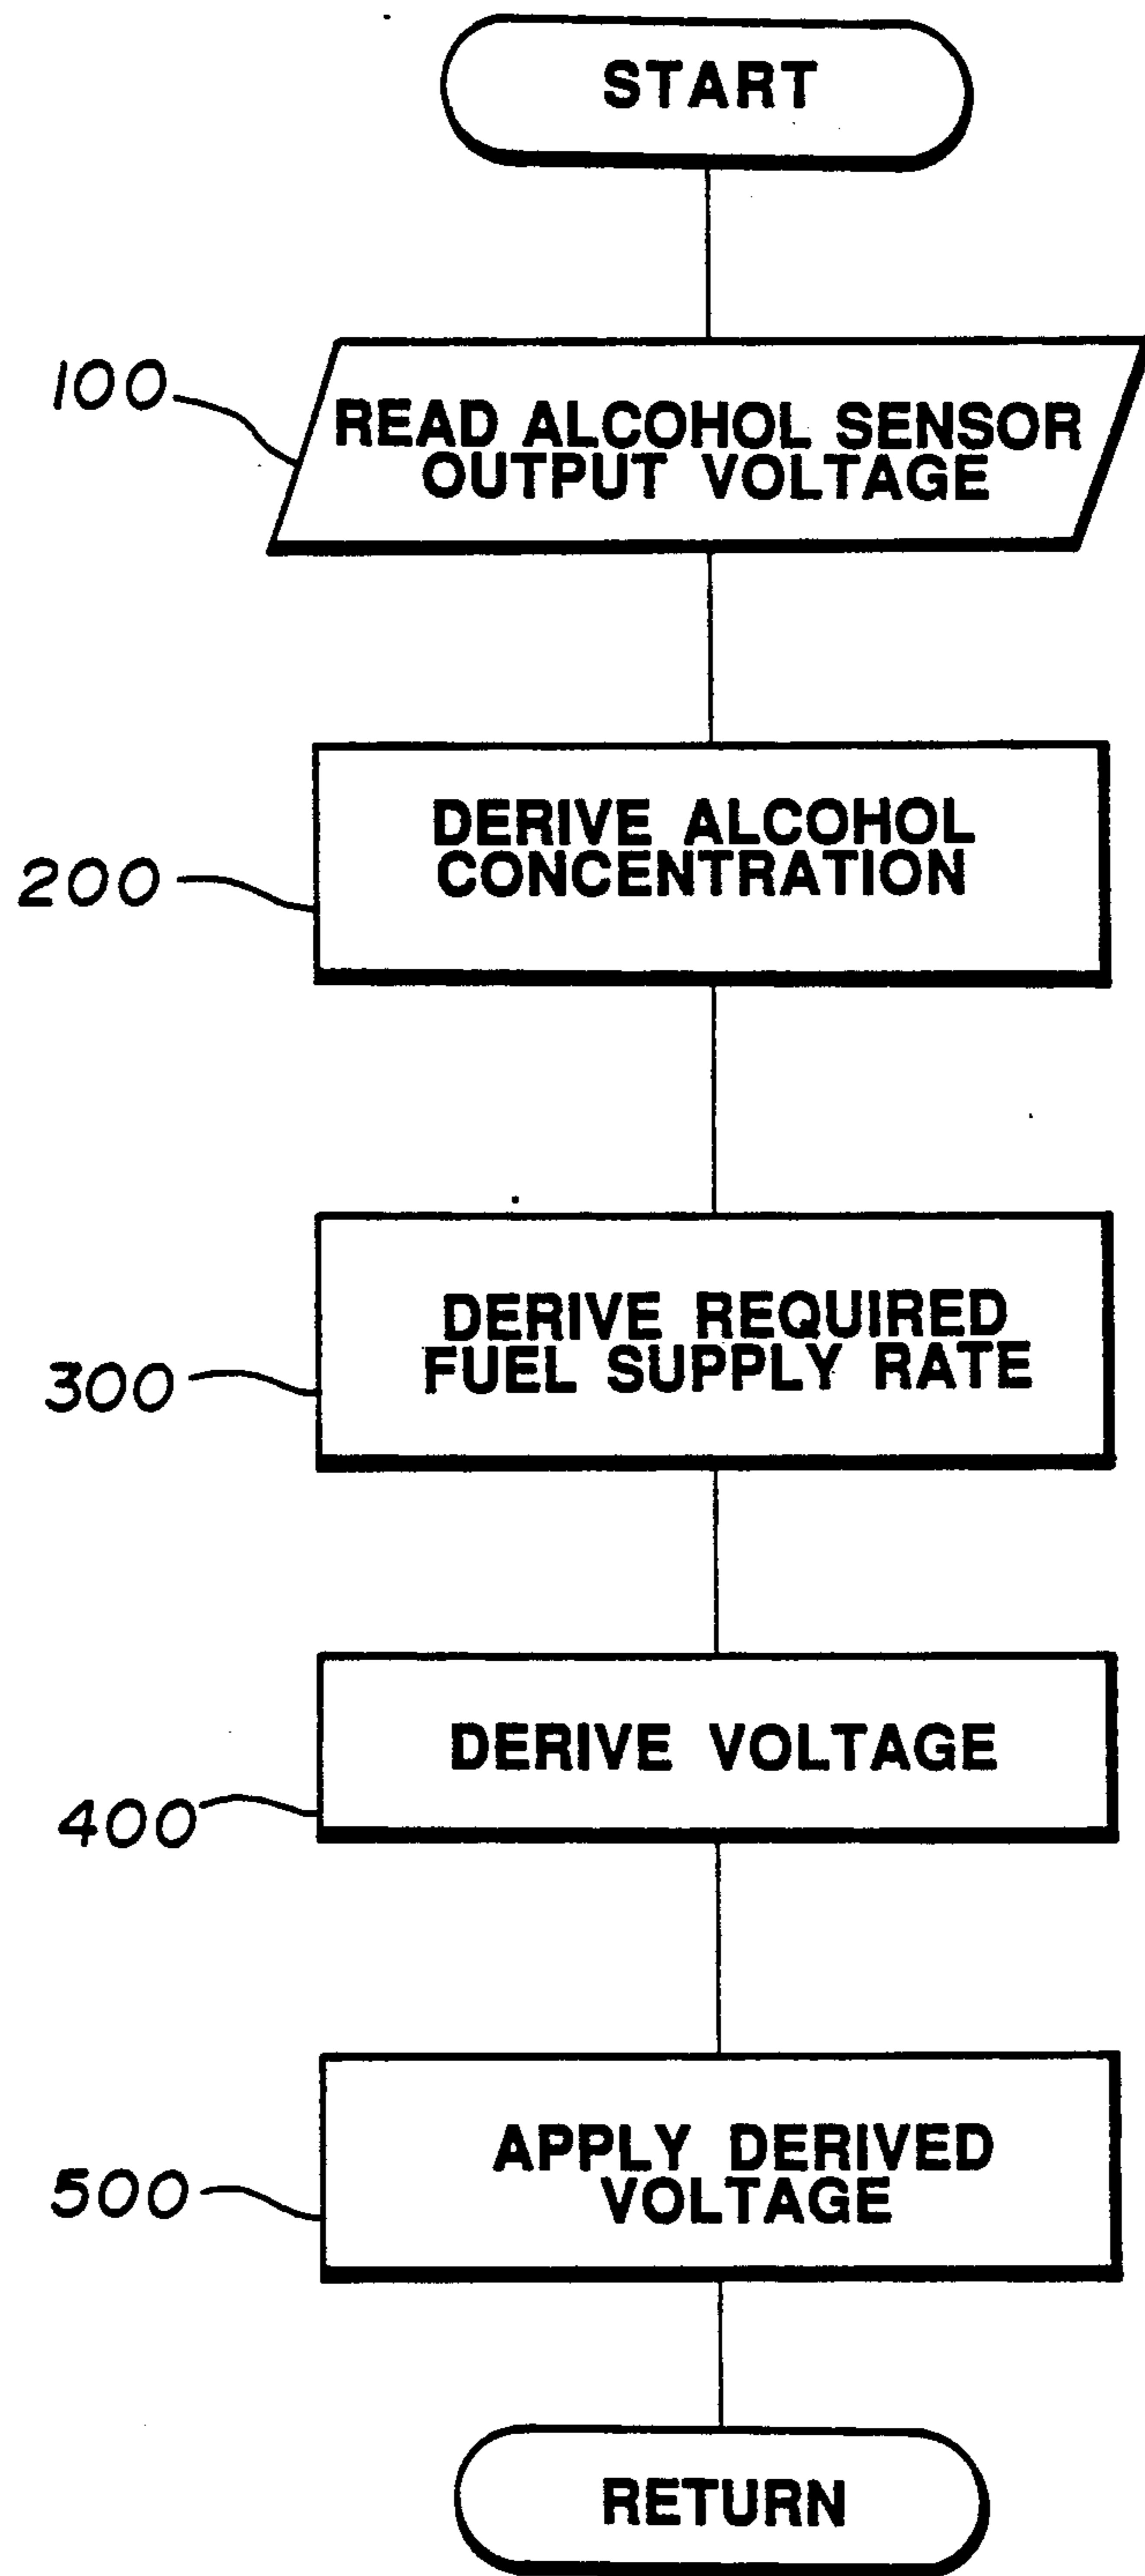 START
100
READ ALCOHOL SENSOR
OUTPUT VOLTAGE
200
DERIVE ALCOHOL
CONCENTRATION
300
DERIVE REQUIRED
FUEL SUPPLY RATE
400
DERIVE VOLTAGE
500
APPLY DERIVED
VOLTAGE
RETURN